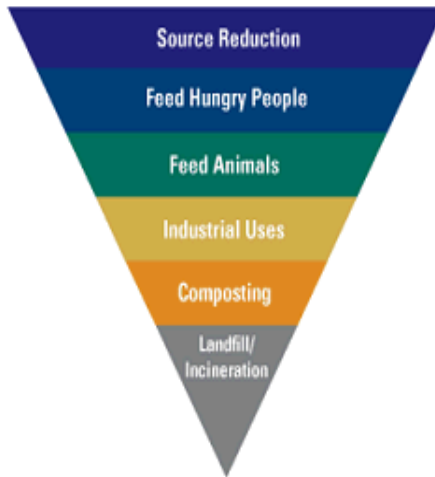 Source Reduction
Feed Hungry People
Feed Animals
Industrial Uses
Composting
Landfill/
Incineration